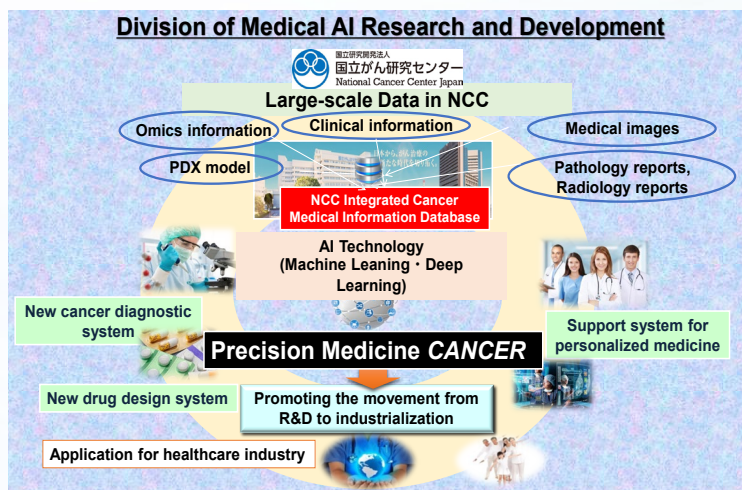 Division of Medical AI Research and Development
国立研究開発法人
国立がん研究センター
National Cancer Center Japan
Large-scale Data in NCC
Omics information
Clinical information
Medical images
PDX model
Pathology reports,
Radiology reports
NCC Integrated Cancer
Medical Information Database
AI Technology
(Machine Leaning・Deep
Learning)
New cancer diagnostic
system
Support system for
personalized medicine
Precision Medicine CANCER
New drug design system
Promoting the movement from
R&D to industrialization
Application for healthcare industry